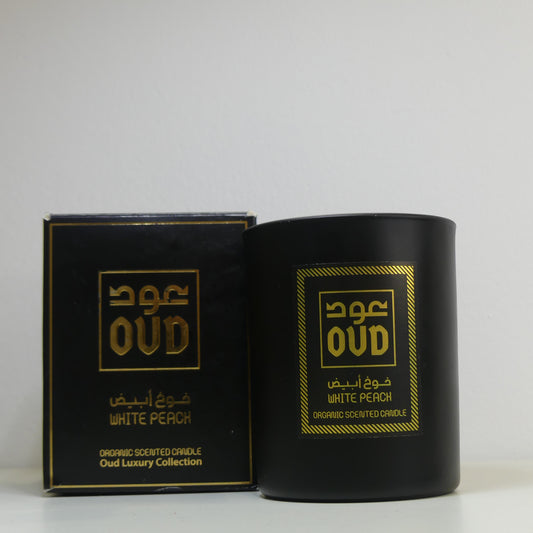 عود
OUD
خوخ أبيض
WHITE PEACH
ORGANIC SCENTED CANDLE
Oud Luxury Collection
عود
OUD
خوخ أبيض
WHITE PEACH
ORGANIC SCENTED CANDLE